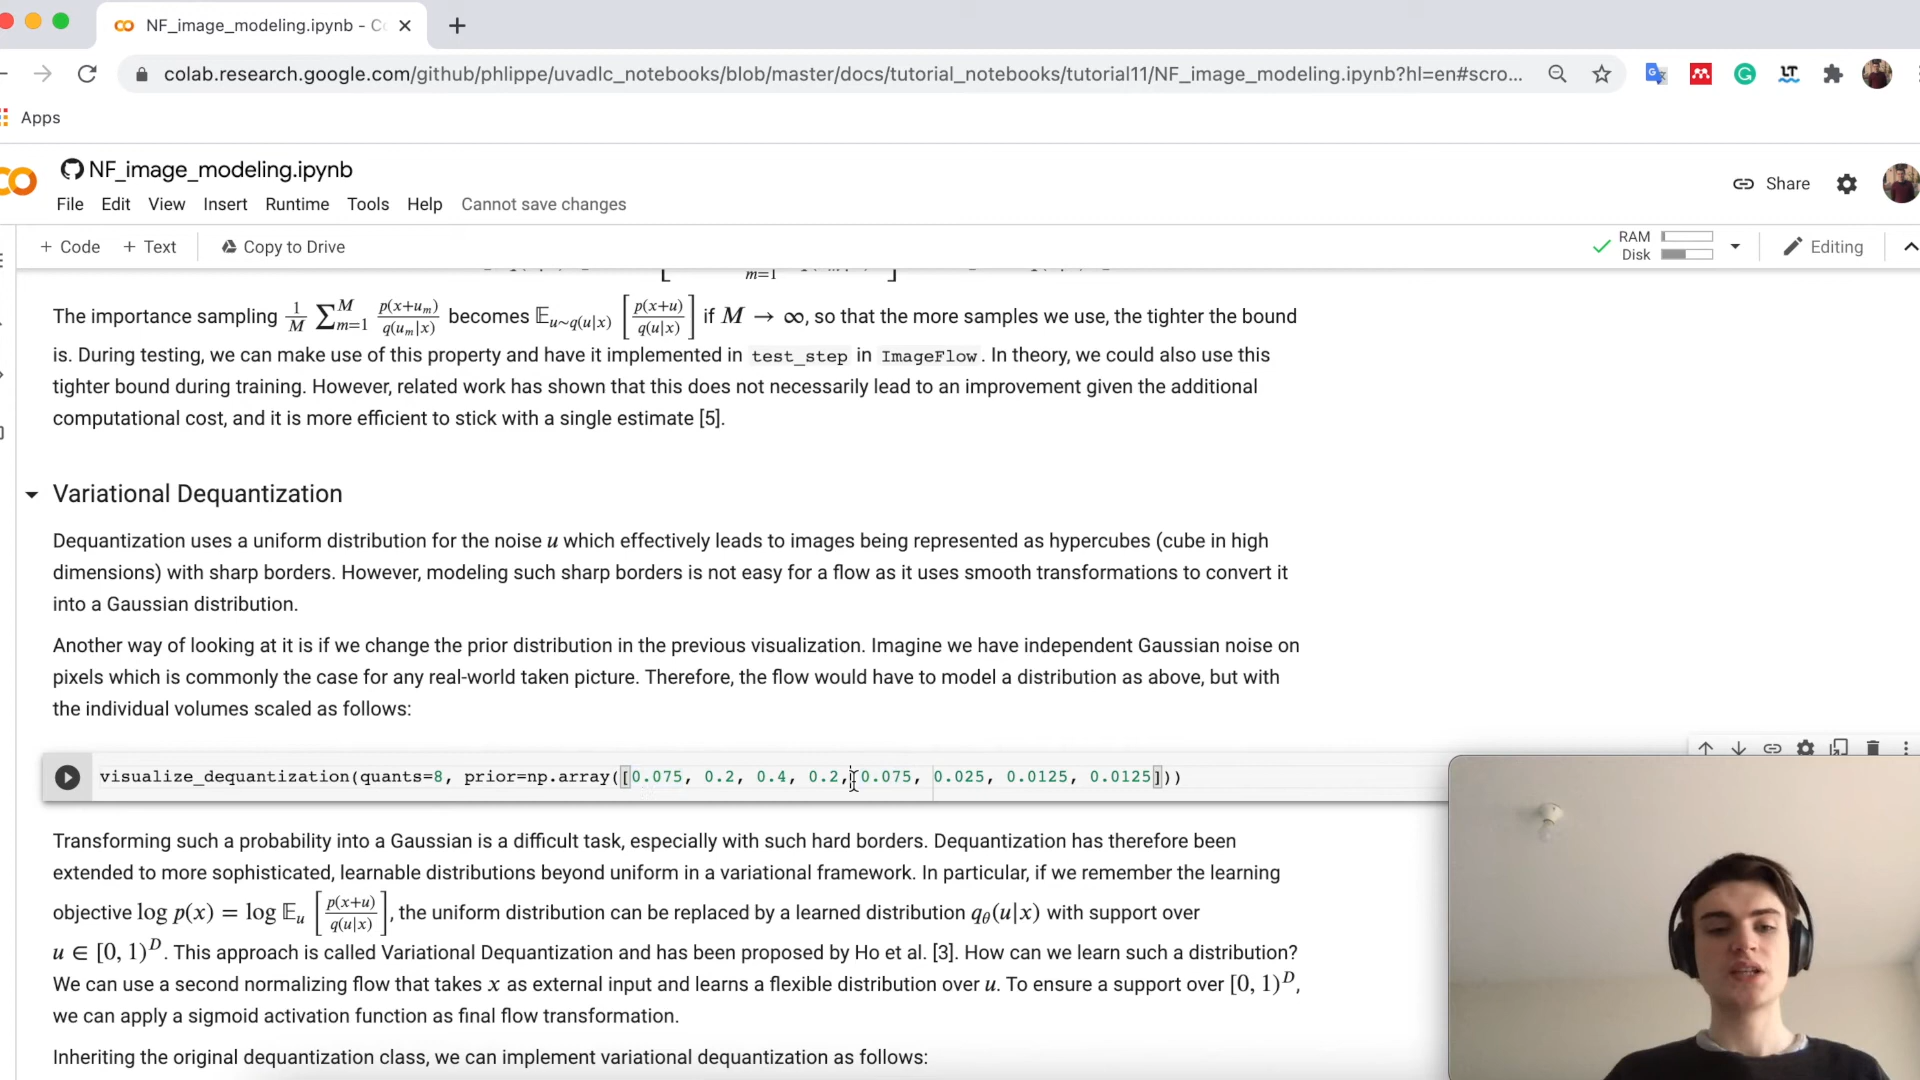 NF_image_modeling.ipynb - Co
colab.research.google.com/github/phlippe/uvadlc_notebooks/blob/master/docs/tutorial_notebooks/tutorial11/NF_image_modeling.ipynb?hl=en#scro...
Apps
NF_image_modeling.ipynb
Share
File Edit View Insert Runtime Tools Help Cannot save changes
+ Code + Text Copy to Drive
RAM
Disk
Editing
m=1
The importance sampling 1/M ∑_{m=1}^{M} p(x+u_m)/q(u_m|x) becomes 𝔼_{u∼q(u|x)} [p(x+u)/q(u|x)] if M → ∞, so that the more samples we use, the tighter the bound
is. During testing, we can make use of this property and have it implemented in test_step in ImageFlow. In theory, we could also use this
tighter bound during training. However, related work has shown that this does not necessarily lead to an improvement given the additional
computational cost, and it is more efficient to stick with a single estimate [5].
Variational Dequantization
Dequantization uses a uniform distribution for the noise u which effectively leads to images being represented as hypercubes (cube in high
dimensions) with sharp borders. However, modeling such sharp borders is not easy for a flow as it uses smooth transformations to convert it
into a Gaussian distribution.
Another way of looking at it is if we change the prior distribution in the previous visualization. Imagine we have independent Gaussian noise on
pixels which is commonly the case for any real-world taken picture. Therefore, the flow would have to model a distribution as above, but with
the individual volumes scaled as follows:
visualize_dequantization(quants=8, prior=np.array([0.075, 0.2, 0.4, 0.2, 0.075, 0.025, 0.0125, 0.0125]))
Transforming such a probability into a Gaussian is a difficult task, especially with such hard borders. Dequantization has therefore been
extended to more sophisticated, learnable distributions beyond uniform in a variational framework. In particular, if we remember the learning
objective log p(x) = log 𝔼_u [p(x+u)/q(u|x)], the uniform distribution can be replaced by a learned distribution q_θ(u|x) with support over
u ∈ [0, 1)^D. This approach is called Variational Dequantization and has been proposed by Ho et al. [3]. How can we learn such a distribution?
We can use a second normalizing flow that takes x as external input and learns a flexible distribution over u. To ensure a support over [0, 1)^D,
we can apply a sigmoid activation function as final flow transformation.
Inheriting the original dequantization class, we can implement variational dequantization as follows: